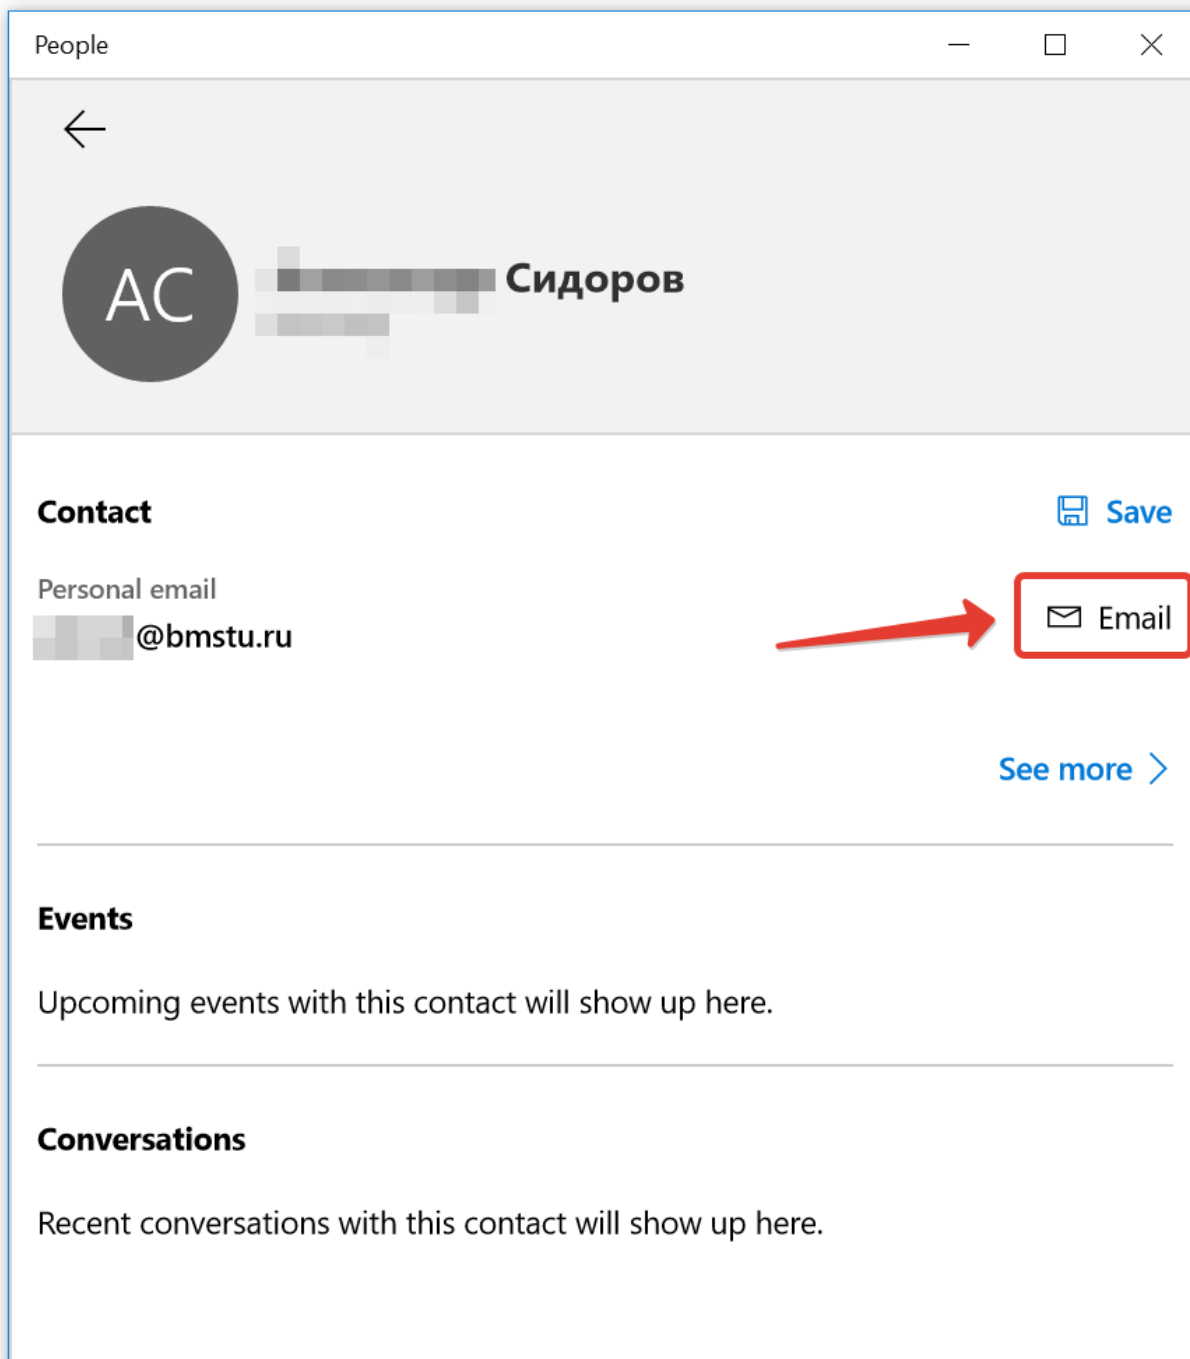 People
AC
Сидоров
Contact
Save
Personal email
@bmstu.ru
Email
See more
Events
Upcoming events with this contact will show up here.
Conversations
Recent conversations with this contact will show up here.